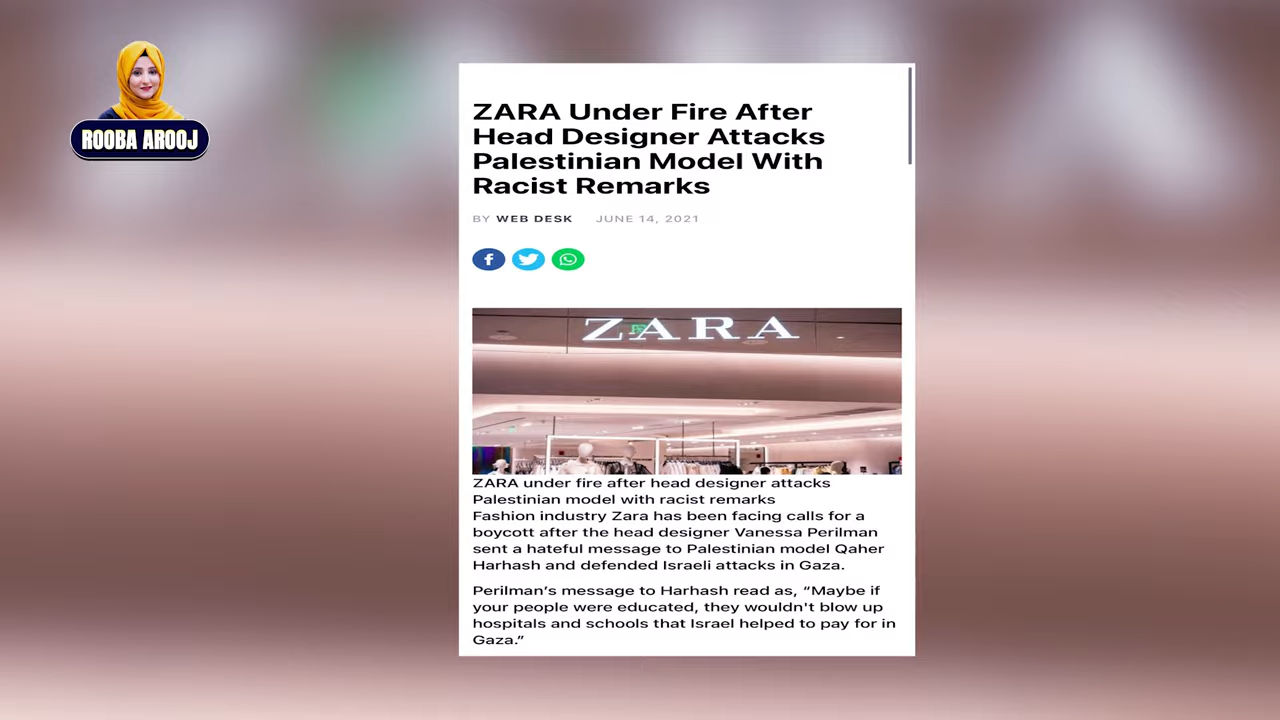 ROOBA AROOJ
ZARA Under Fire After
Head Designer Attacks
Palestinian Model With
Racist Remarks
BY WEB DESK JUNE 14, 2021
ZARA
ZARA under fire after head designer attacks
Palestinian model with racist remarks
Fashion industry Zara has been facing calls for a
boycott after the head designer Vanessa Perilman
sent a hateful message to Palestinian model Qaher
Harhash and defended Israeli attacks in Gaza.
Perilman’s message to Harhash read as, “Maybe if
your people were educated, they wouldn't blow up
hospitals and schools that Israel helped to pay for in
Gaza.”